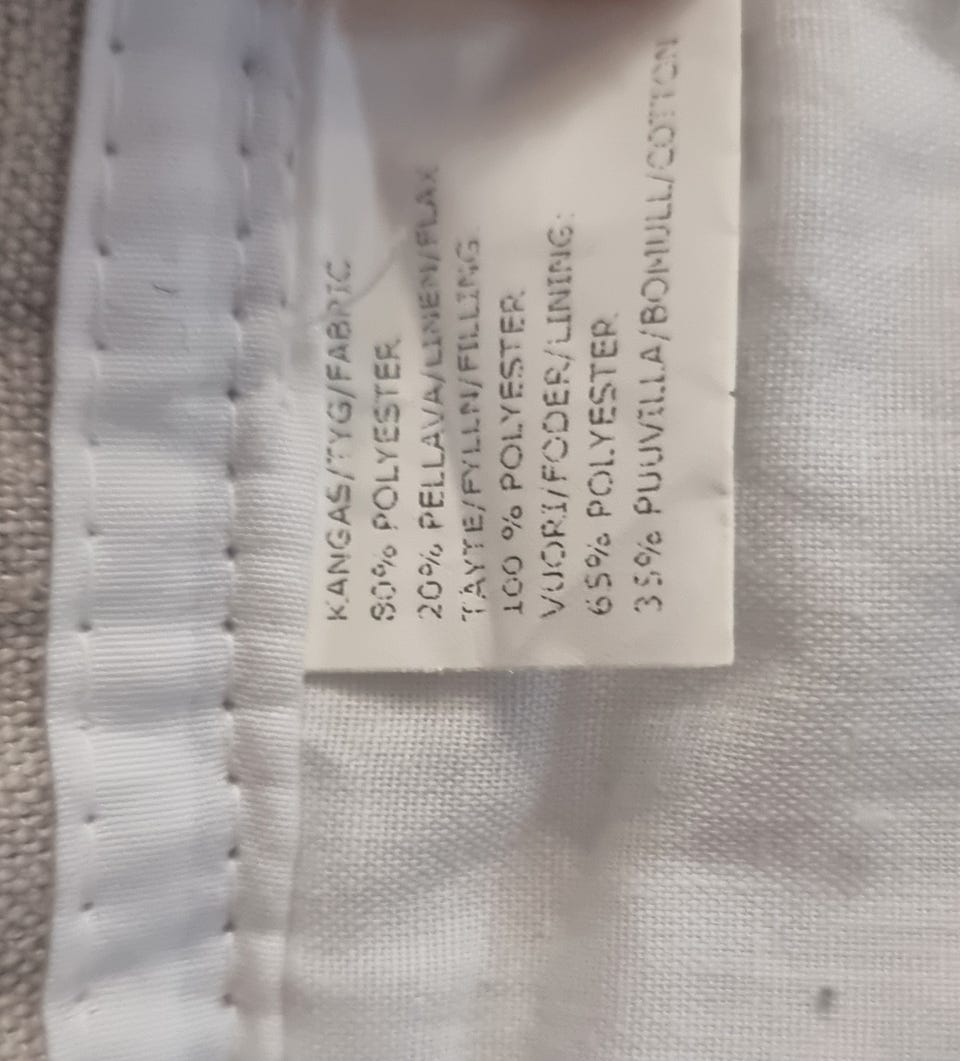 KANGAS/TYG/FABRIC
80% POLYESTER
20% PELLAVA/LINEN/FLAX
TÄYTE/FYLLN/FILLING
100 % POLYESTER
VUORI/FODER/LINING:
65% POLYESTER
35% PUUVILLA/BOMULL/COTTON